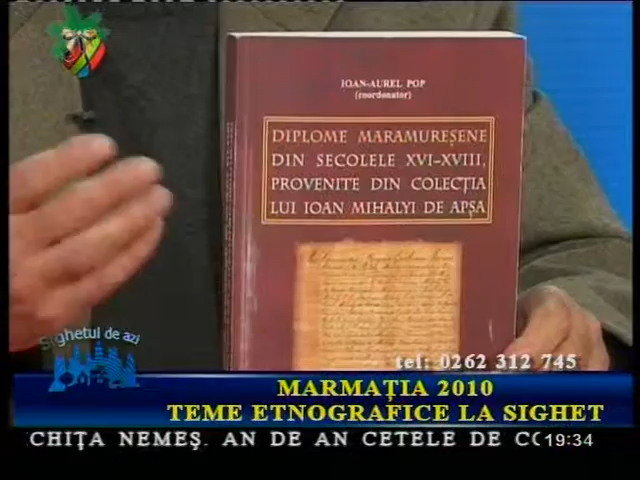 IOAN-AUREL POP
(coordonator)
DIPLOME MARAMUREȘENE
DIN SECOLELE XVI-XVIII,
PROVENITE DIN COLECȚIA
LUI IOAN MIHALYI DE APȘA
Sighetul de azi
tel: 0262 312 745
MARMAȚIA 2010
TEME ETNOGRAFICE LA SIGHET
CHIȚA NEMEȘ. AN DE AN CETELE DE
19:34